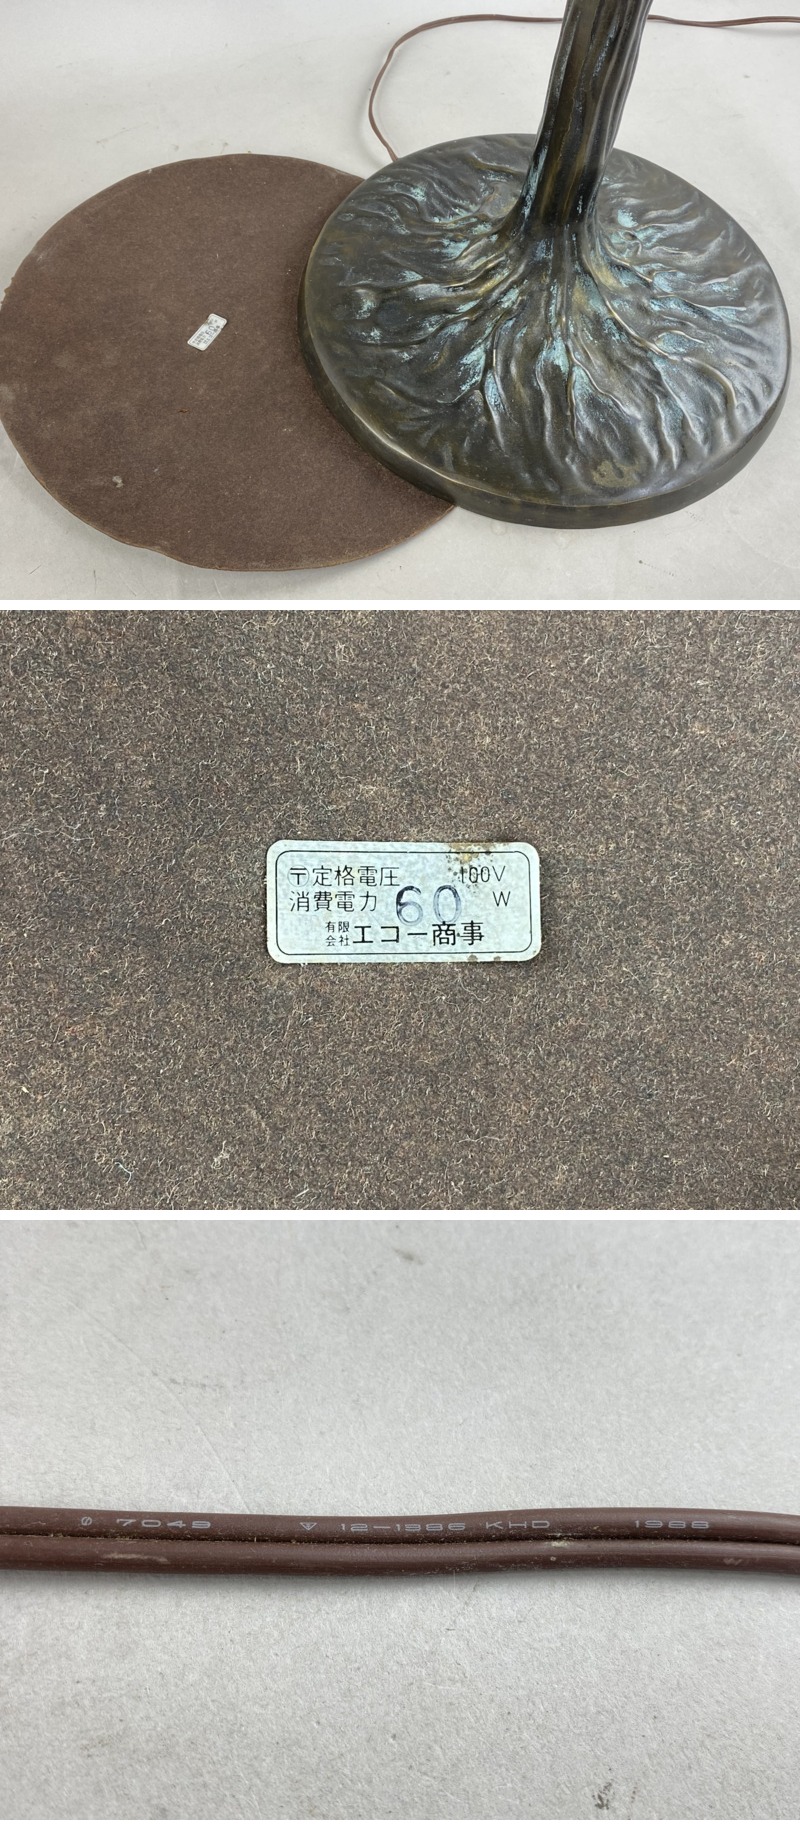 〒定格電圧 100V
消費電力 60 W
有限会社エコー商事
7049 12-1986 KHD 1988